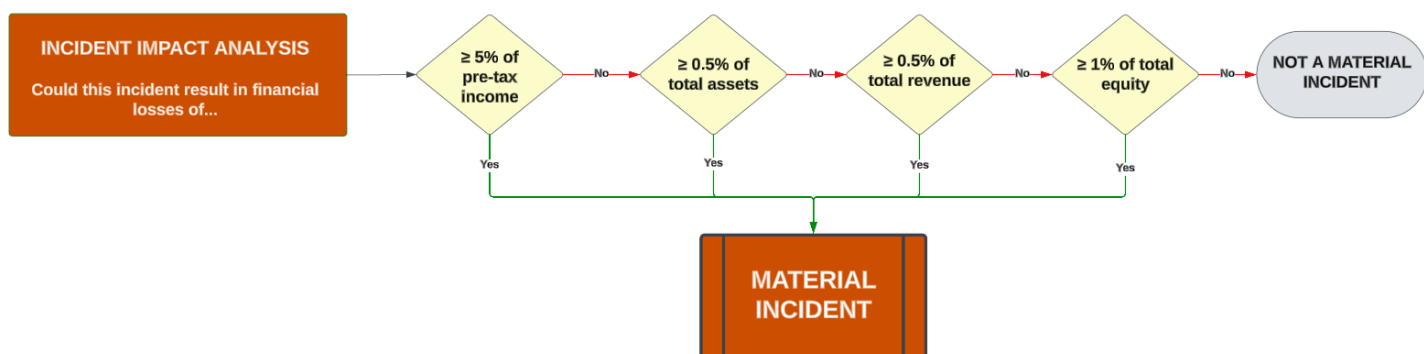 INCIDENT IMPACT ANALYSIS
Could this incident result in financial
losses of...
≥ 5% of
pre-tax
income
No
≥ 0.5% of
total assets
No
≥ 0.5% of
total revenue
No
≥ 1% of total
equity
No
NOT A MATERIAL
INCIDENT
Yes
Yes
Yes
Yes
MATERIAL
INCIDENT